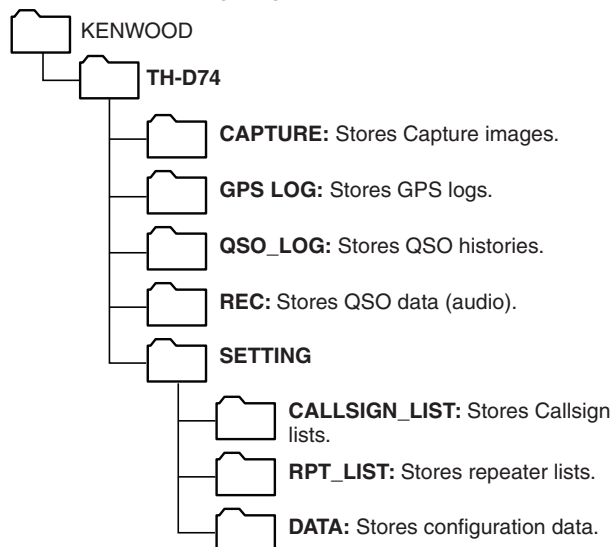 KENWOOD
TH-D74
CAPTURE: Stores Capture images.
GPS LOG: Stores GPS logs.
QSO_LOG: Stores QSO histories.
REC: Stores QSO data (audio).
SETTING
CALLSIGN_LIST: Stores Callsign
lists.
RPT_LIST: Stores repeater lists.
DATA: Stores configuration data.